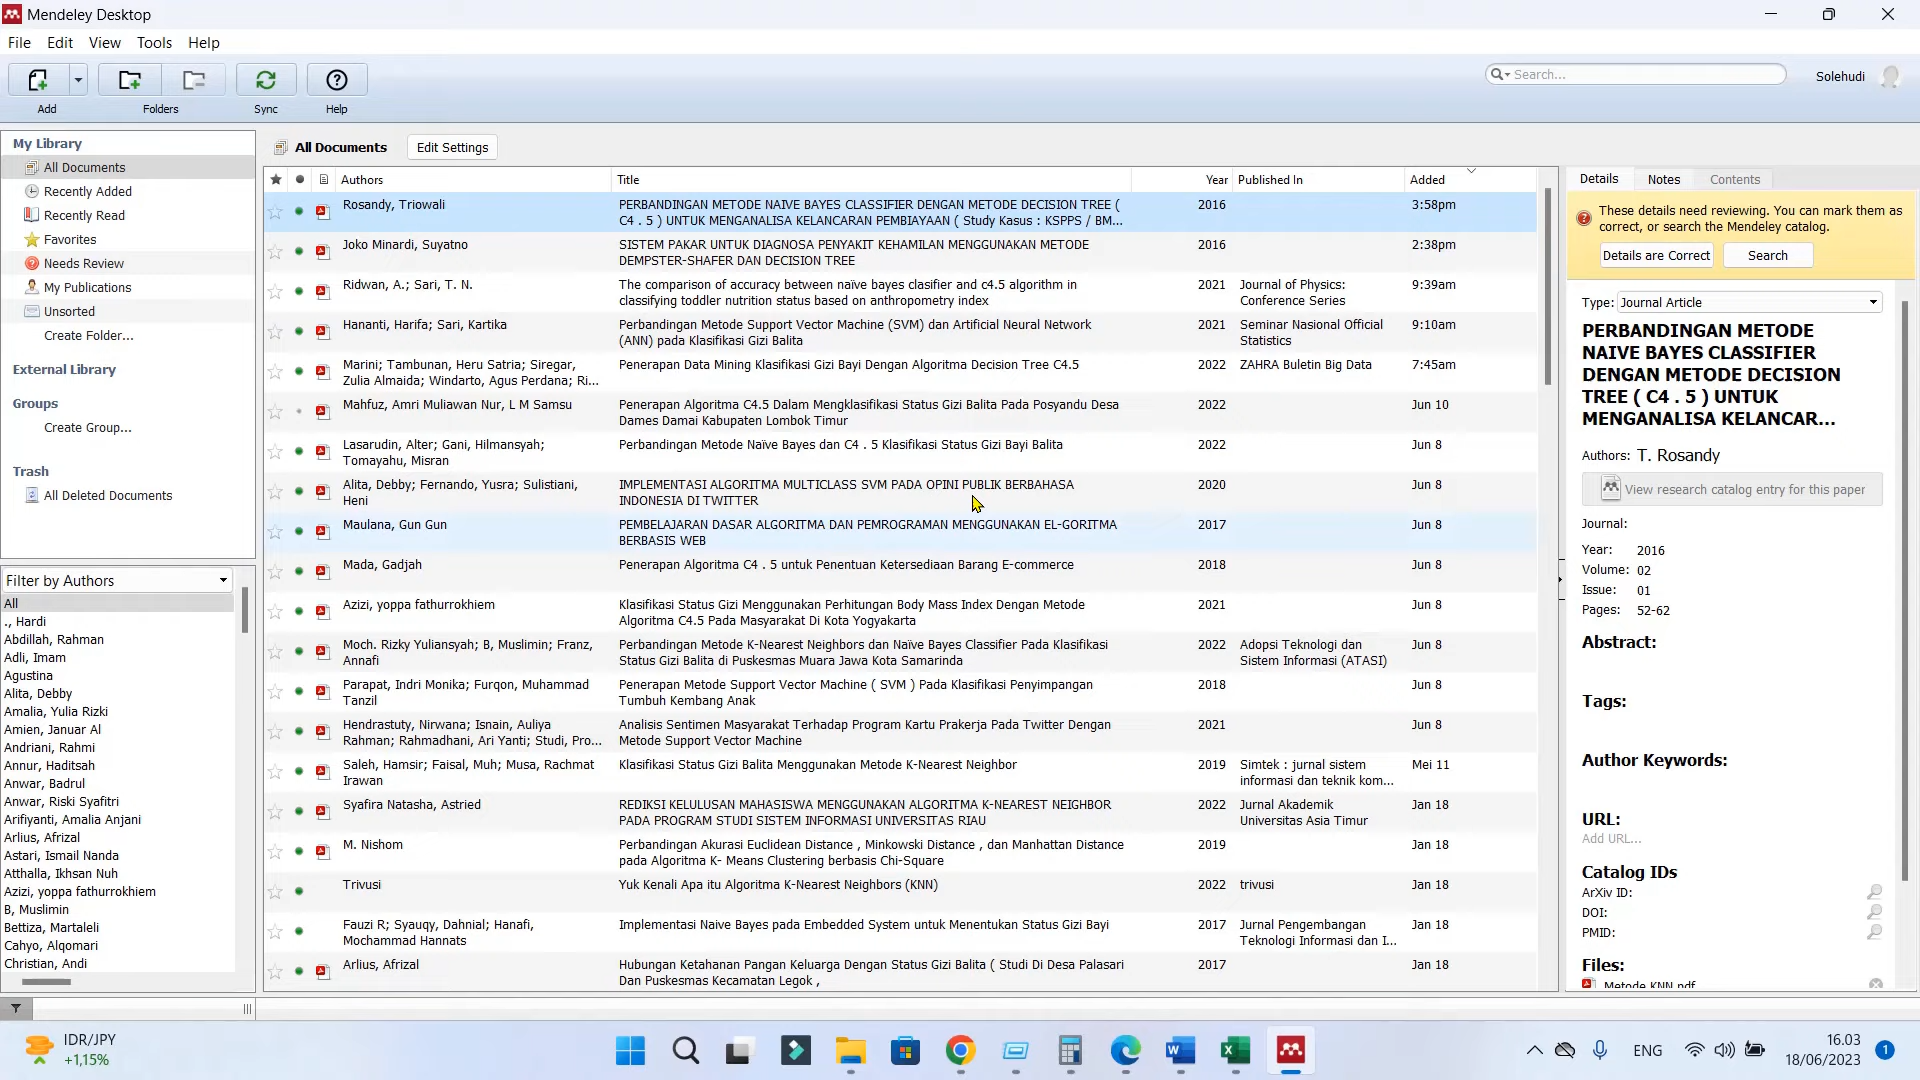 Mendeley Desktop
File Edit View Tools Help
Search...
Solehudi
Add Folders Sync Help
My Library
All Documents
Recently Added
Recently Read
Favorites
Needs Review
My Publications
Unsorted
Create Folder...
External Library
Groups
Create Group...
Trash
All Deleted Documents
Filter by Authors
All
., Hardi
Abdillah, Rahman
Adli, Imam
Agustina
Alita, Debby
Amalia, Yulia Rizki
Amien, Januar Al
Andriani, Rahmi
Annur, Haditsah
Anwar, Badrul
Anwar, Riski Syafitri
Arifiyanti, Amalia Anjani
Arlius, Afrizal
Astari, Ismail Nanda
Atthalla, Ikhsan Nuh
Azizi, yoppa fathurrokhiem
B, Muslimin
Bettiza, Martaleli
Cahyo, Alqomari
Christian, Andi
All Documents Edit Settings
Authors Title Year Published In Added
Rosandy, Triowali PERBANDINGAN METODE NAIVE BAYES CLASSIFIER DENGAN METODE DECISION TREE ( 2016 3:58pm
C4 . 5 ) UNTUK MENGANALISA KELANCARAN PEMBIAYAAN ( Study Kasus : KSPPS / BM...
Joko Minardi, Suyatno SISTEM PAKAR UNTUK DIAGNOSA PENYAKIT KEHAMILAN MENGGUNAKAN METODE 2016 2:38pm
DEMPSTER-SHAFER DAN DECISION TREE
Ridwan, A.; Sari, T. N. The comparison of accuracy between naïve bayes clasifier and c4.5 algorithm in 2021 Journal of Physics: 9:39am
classifying toddler nutrition status based on anthropometry index Conference Series
Hananti, Harifa; Sari, Kartika Perbandingan Metode Support Vector Machine (SVM) dan Artificial Neural Network 2021 Seminar Nasional Official 9:10am
(ANN) pada Klasifikasi Gizi Balita Statistics
Marini; Tambunan, Heru Satria; Siregar, Penerapan Data Mining Klasifikasi Gizi Bayi Dengan Algoritma Decision Tree C4.5 2022 ZAHRA Buletin Big Data 7:45am
Zulia Almaida; Windarto, Agus Perdana; Ri...
Mahfuz, Amri Muliawan Nur, L M Samsu Penerapan Algoritma C4.5 Dalam Mengklasifikasi Status Gizi Balita Pada Posyandu Desa 2022 Jun 10
Dames Damai Kabupaten Lombok Timur
Lasarudin, Alter; Gani, Hilmansyah; Perbandingan Metode Naïve Bayes dan C4 . 5 Klasifikasi Status Gizi Bayi Balita 2022 Jun 8
Tomayahu, Misran
Alita, Debby; Fernando, Yusra; Sulistiani, IMPLEMENTASI ALGORITMA MULTICLASS SVM PADA OPINI PUBLIK BERBAHASA 2020 Jun 8
Heni INDONESIA DI TWITTER
Maulana, Gun Gun PEMBELAJARAN DASAR ALGORITMA DAN PEMROGRAMAN MENGGUNAKAN EL-GORITMA 2017 Jun 8
BERBASIS WEB
Mada, Gadjah Penerapan Algoritma C4 . 5 untuk Penentuan Ketersediaan Barang E-commerce 2018 Jun 8
Azizi, yoppa fathurrokhiem Klasifikasi Status Gizi Menggunakan Perhitungan Body Mass Index Dengan Metode 2021 Jun 8
Algoritma C4.5 Pada Masyarakat Di Kota Yogyakarta
Moch. Rizky Yuliansyah; B, Muslimin; Franz, Perbandingan Metode K-Nearest Neighbors dan Naïve Bayes Classifier Pada Klasifikasi 2022 Adopsi Teknologi dan Jun 8
Annafi Status Gizi Balita di Puskesmas Muara Jawa Kota Samarinda Sistem Informasi (ATASI)
Parapat, Indri Monika; Furqon, Muhammad Penerapan Metode Support Vector Machine ( SVM ) Pada Klasifikasi Penyimpangan 2018 Jun 8
Tanzil Tumbuh Kembang Anak
Hendrastuty, Nirwana; Isnain, Auliya Analisis Sentimen Masyarakat Terhadap Program Kartu Prakerja Pada Twitter Dengan 2021 Jun 8
Rahman; Rahmadhani, Ari Yanti; Studi, Pro... Metode Support Vector Machine
Saleh, Hamsir; Faisal, Muh; Musa, Rachmat Klasifikasi Status Gizi Balita Menggunakan Metode K-Nearest Neighbor 2019 Simtek : jurnal sistem Mei 11
Irawan informasi dan teknik kom...
Syafira Natasha, Astried REDIKSI KELULUSAN MAHASISWA MENGGUNAKAN ALGORITMA K-NEAREST NEIGHBOR 2022 Jurnal Akademik Jan 18
PADA PROGRAM STUDI SISTEM INFORMASI UNIVERSITAS RIAU Universitas Asia Timur
M. Nishom Perbandingan Akurasi Euclidean Distance , Minkowski Distance , dan Manhattan Distance 2019 Jan 18
pada Algoritma K- Means Clustering berbasis Chi-Square
Trivusi Yuk Kenali Apa itu Algoritma K-Nearest Neighbors (KNN) 2022 trivusi Jan 18
Fauzi R; Syauqy, Dahnial; Hanafi, Implementasi Naive Bayes pada Embedded System untuk Menentukan Status Gizi Bayi 2017 Jurnal Pengembangan Jan 18
Mochammad Hannats Teknologi Informasi dan I...
Arlius, Afrizal Hubungan Ketahanan Pangan Keluarga Dengan Status Gizi Balita ( Studi Di Desa Palasari 2017 Jan 18
Dan Puskesmas Kecamatan Legok ,
Details Notes Contents
These details need reviewing. You can mark them as
correct, or search the Mendeley catalog.
Details are Correct Search
Type: Journal Article
PERBANDINGAN METODE
NAIVE BAYES CLASSIFIER
DENGAN METODE DECISION
TREE ( C4 . 5 ) UNTUK
MENGANALISA KELANCAR...
Authors: T. Rosandy
View research catalog entry for this paper
Journal:
Year: 2016
Volume: 02
Issue: 01
Pages: 52-62
Abstract:
Tags:
Author Keywords:
URL:
Add URL...
Catalog IDs
ArXiv ID:
DOI:
PMID:
Files:
Metode KNN.pdf
IDR/JPY
+1,15%
ENG
16.03
18/06/2023
1